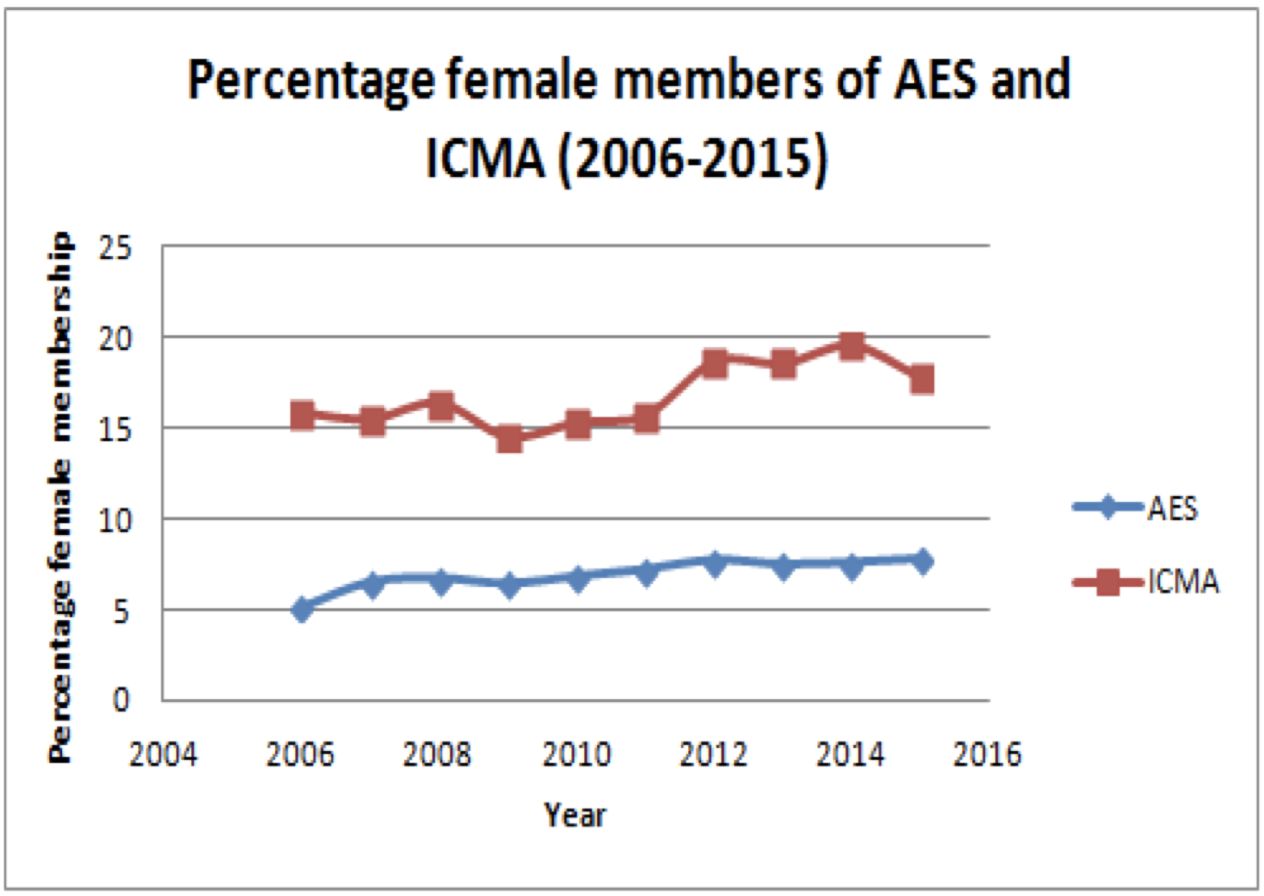 Percentage female members of AES and
ICMA (2006-2015)
Percentage female membership
25
20
15
10
5
0
2004 2006 2008 2010 2012 2014 2016
Year
AES
ICMA